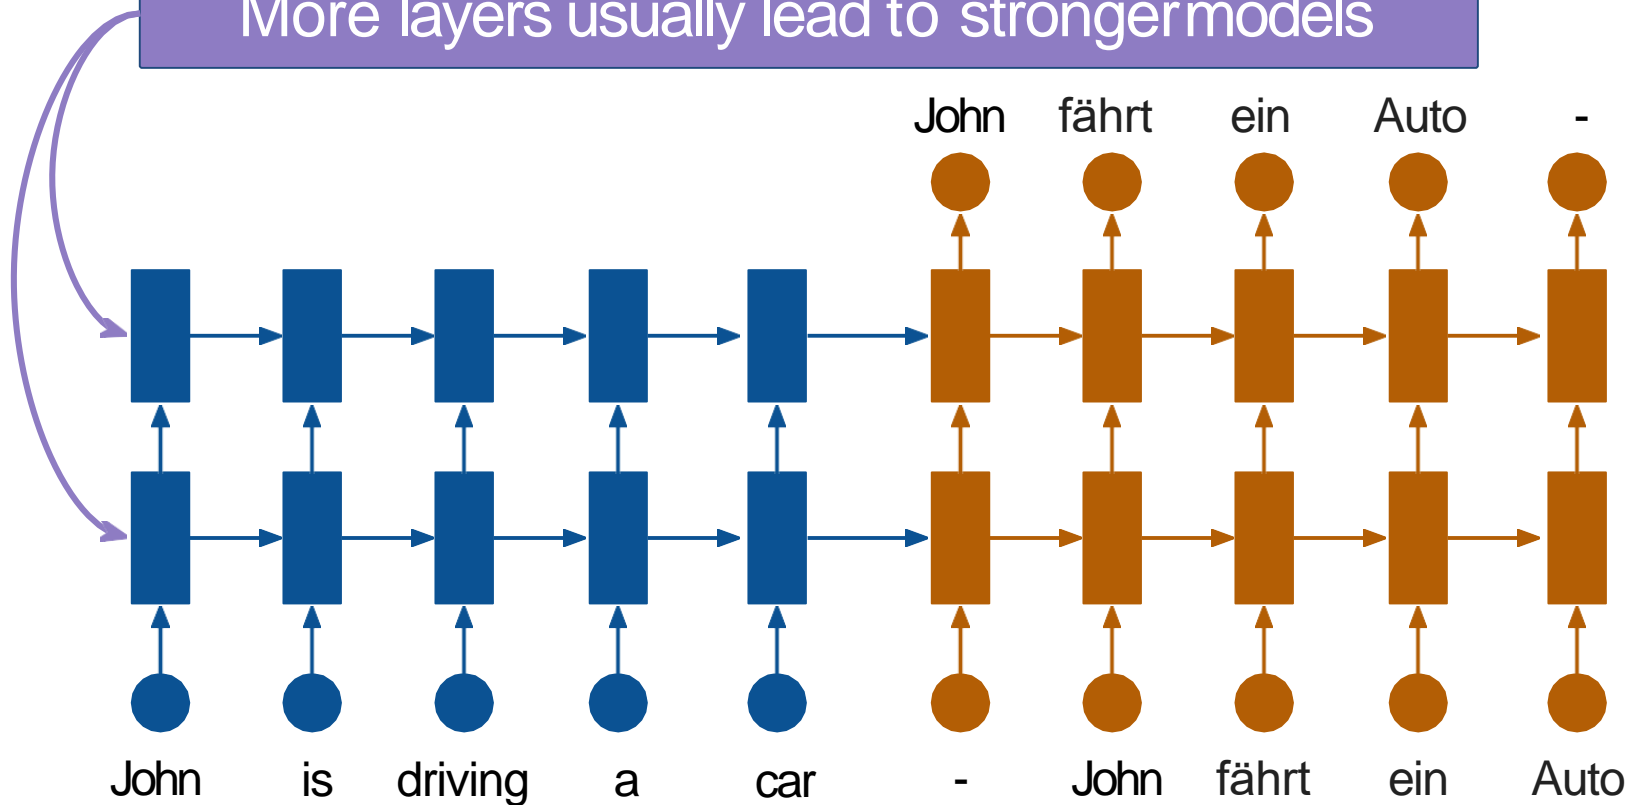 More layers usually lead to stronger models
John fährt ein Auto -
John is driving a car - John fährt ein Auto